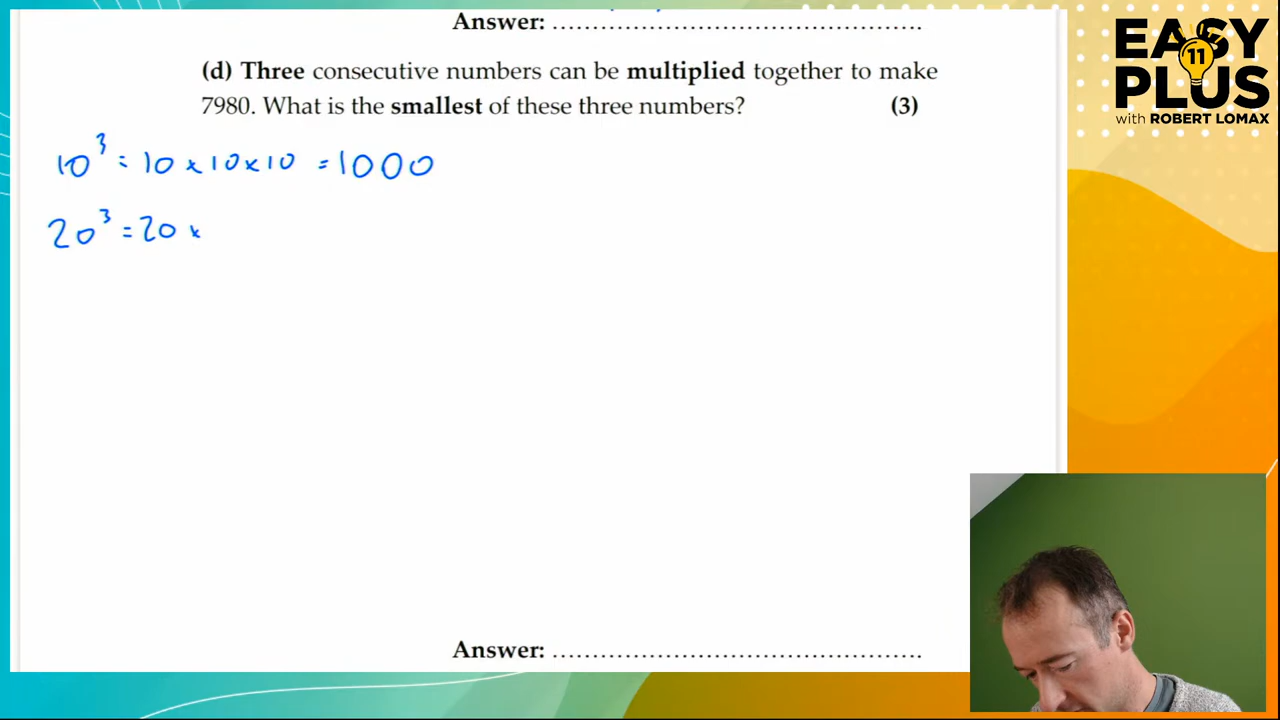 Answer: ..........................................
EASY
11
PLUS
with ROBERT LOMAX
(d) Three consecutive numbers can be multiplied together to make
7980. What is the smallest of these three numbers? (3)
10³ = 10 × 10 × 10 = 1000
20³ = 20 ×
Answer: ..........................................